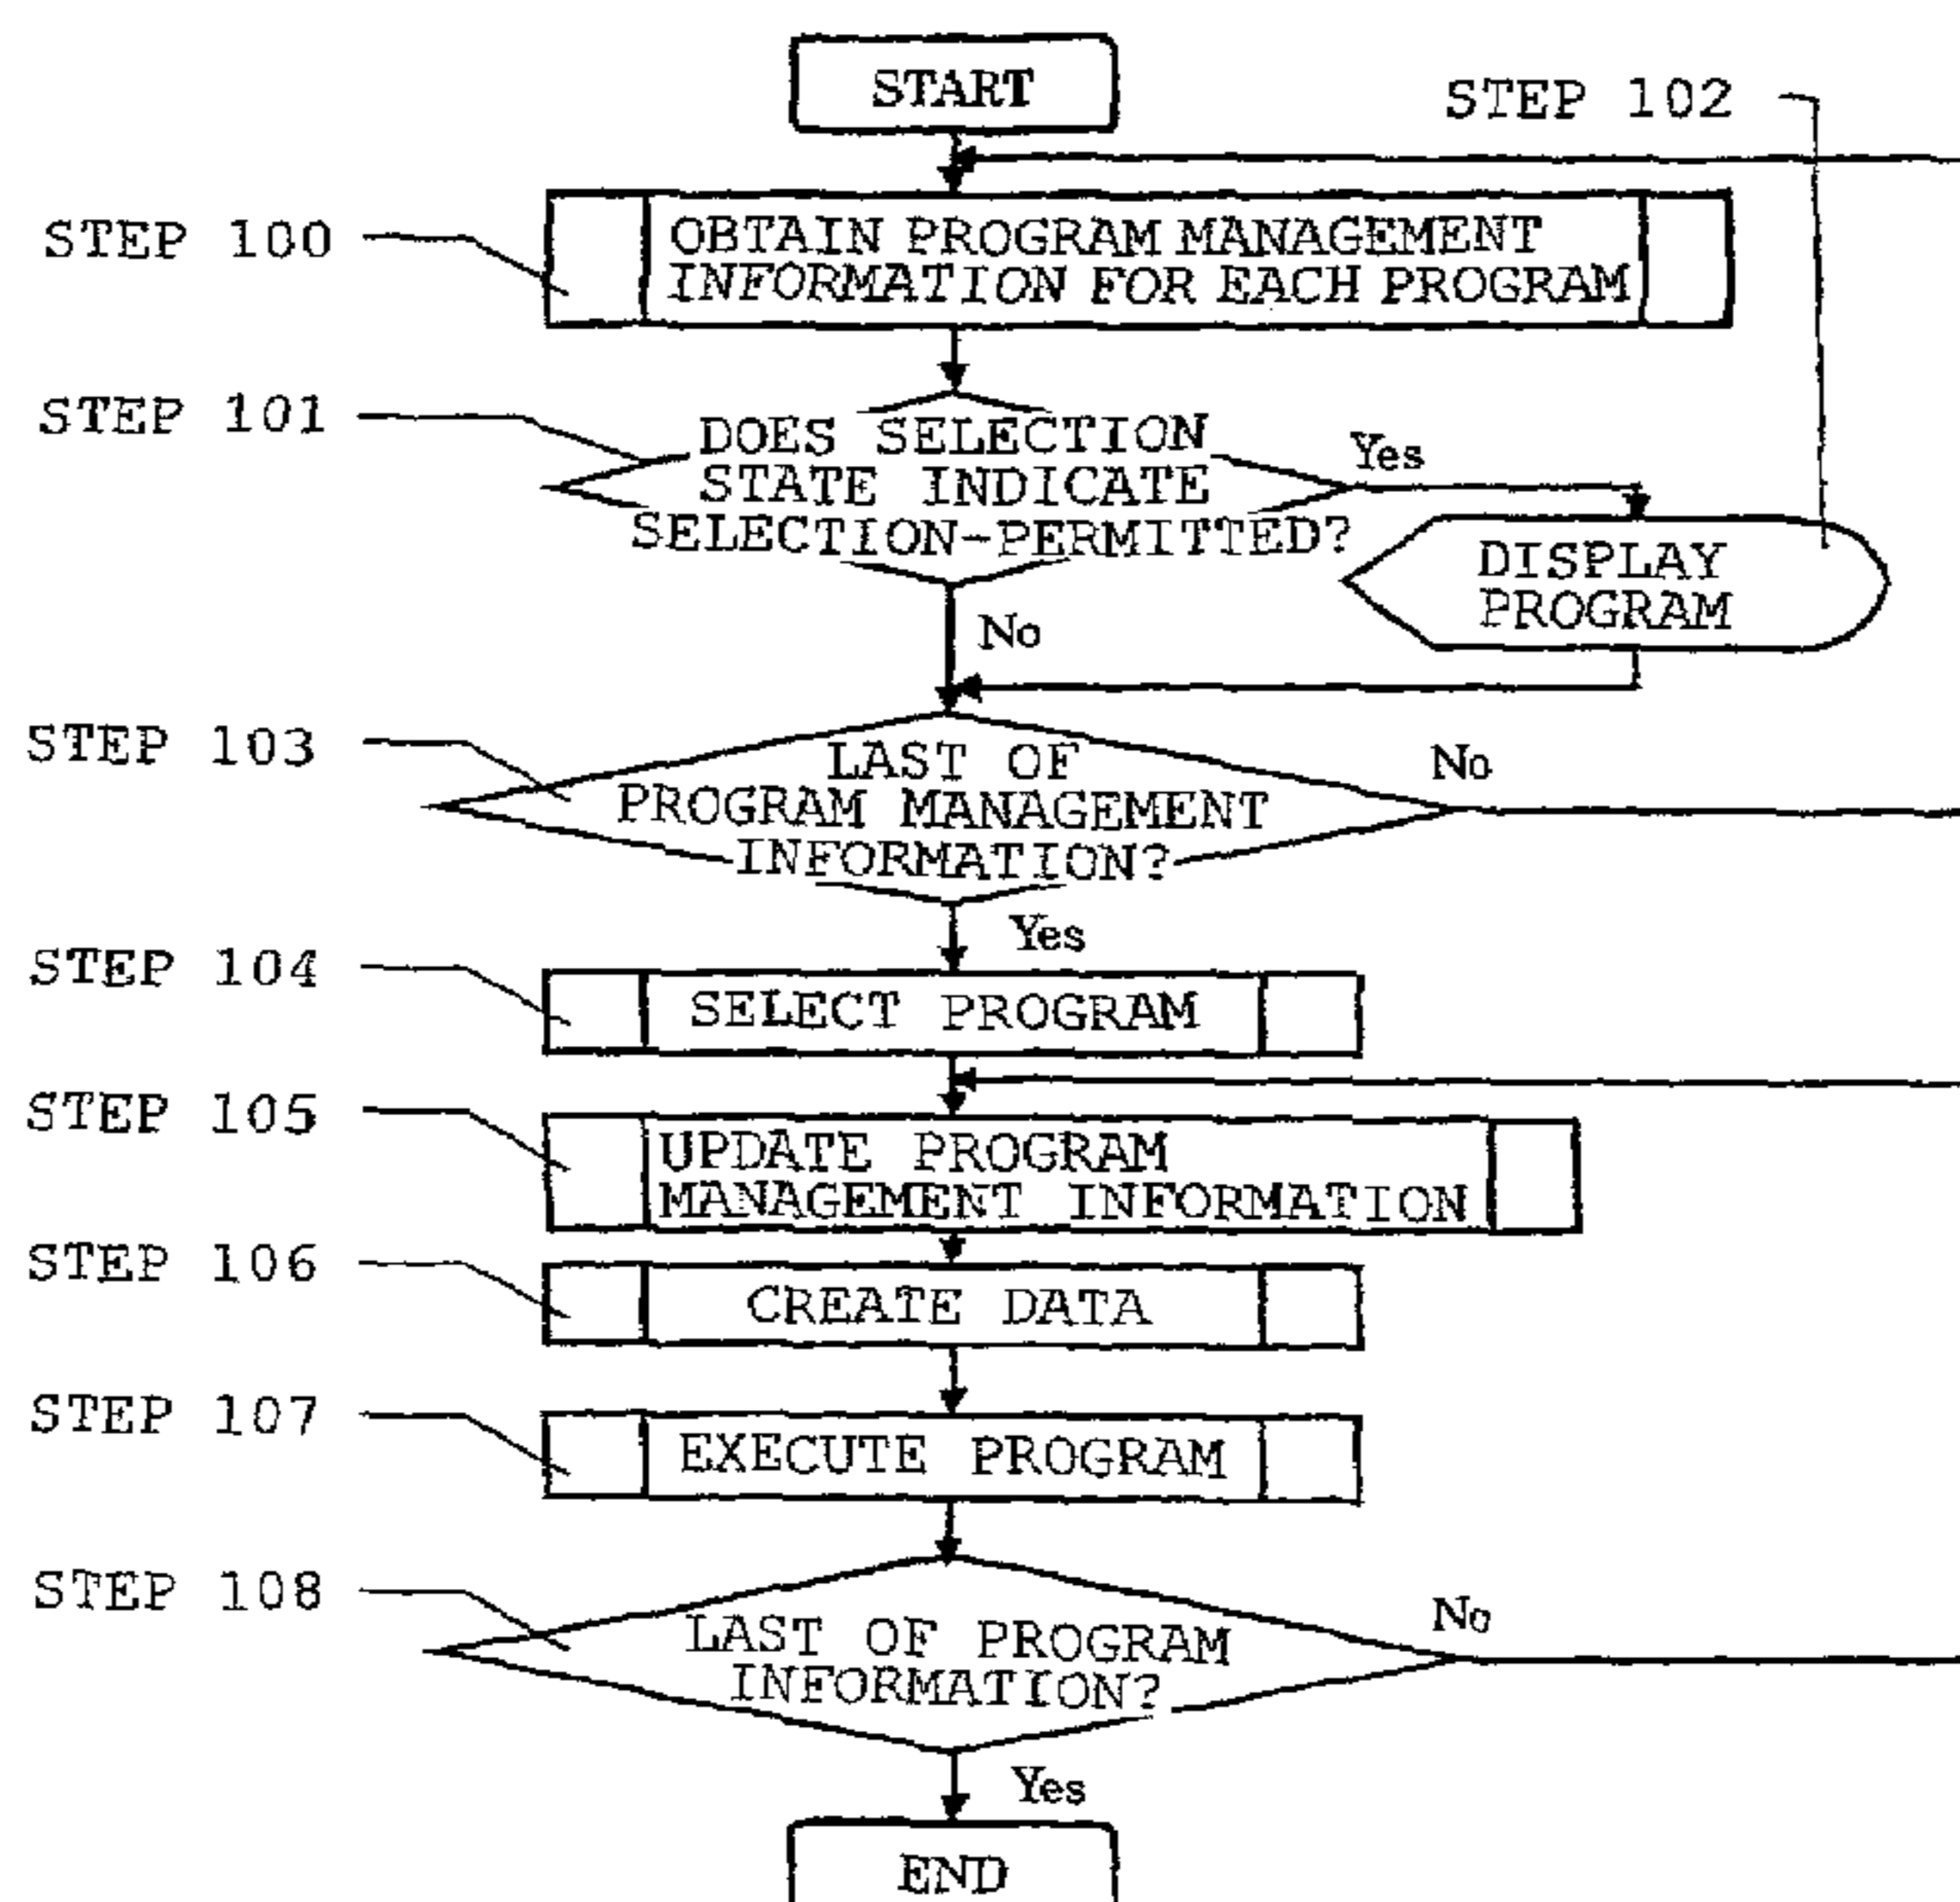 START
STEP 102
STEP 100
OBTAIN PROGRAM MANAGEMENT
INFORMATION FOR EACH PROGRAM
STEP 101
DOES SELECTION
STATE INDICATE
SELECTION-PERMITTED?
Yes
DISPLAY
PROGRAM
No
STEP 103
LAST OF
PROGRAM MANAGEMENT
INFORMATION?
No
Yes
STEP 104
SELECT PROGRAM
STEP 105
UPDATE PROGRAM
MANAGEMENT INFORMATION
STEP 106
CREATE DATA
STEP 107
EXECUTE PROGRAM
STEP 108
LAST OF PROGRAM
INFORMATION?
No
Yes
END